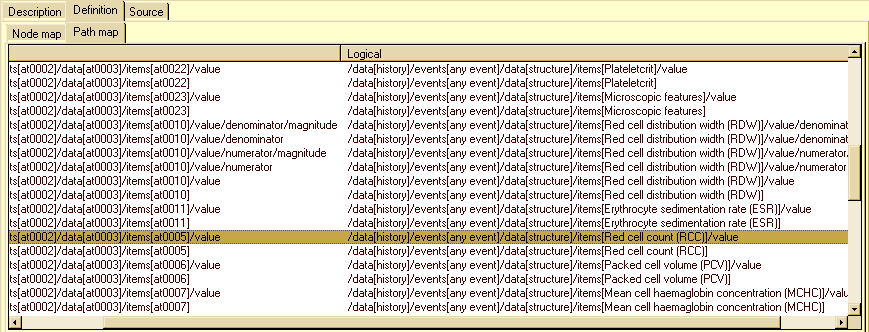 Description Definition Source
Node map Path map
Logical
ts[at0002]/data[at0003]/items[at0022]/value /data[history]/events[any event]/data[structure]/items[Plateletcrit]/value
ts[at0002]/data[at0003]/items[at0022] /data[history]/events[any event]/data[structure]/items[Plateletcrit]
ts[at0002]/data[at0003]/items[at0023]/value /data[history]/events[any event]/data[structure]/items[Microscopic features]/value
ts[at0002]/data[at0003]/items[at0023] /data[history]/events[any event]/data[structure]/items[Microscopic features]
ts[at0002]/data[at0003]/items[at0010]/value/denominator/magnitude /data[history]/events[any event]/data[structure]/items[Red cell distribution width (RDW)]/value/denominat
ts[at0002]/data[at0003]/items[at0010]/value/denominator /data[history]/events[any event]/data[structure]/items[Red cell distribution width (RDW)]/value/denominat
ts[at0002]/data[at0003]/items[at0010]/value/numerator/magnitude /data[history]/events[any event]/data[structure]/items[Red cell distribution width (RDW)]/value/numerator/
ts[at0002]/data[at0003]/items[at0010]/value/numerator /data[history]/events[any event]/data[structure]/items[Red cell distribution width (RDW)]/value/numerator
ts[at0002]/data[at0003]/items[at0010]/value /data[history]/events[any event]/data[structure]/items[Red cell distribution width (RDW)]/value
ts[at0002]/data[at0003]/items[at0010] /data[history]/events[any event]/data[structure]/items[Red cell distribution width (RDW)]
ts[at0002]/data[at0003]/items[at0011]/value /data[history]/events[any event]/data[structure]/items[Erythrocyte sedimentation rate (ESR)]/value
ts[at0002]/data[at0003]/items[at0011] /data[history]/events[any event]/data[structure]/items[Erythrocyte sedimentation rate (ESR)]
ts[at0002]/data[at0003]/items[at0005]/value /data[history]/events[any event]/data[structure]/items[Red cell count (RCC)]/value
ts[at0002]/data[at0003]/items[at0005] /data[history]/events[any event]/data[structure]/items[Red cell count (RCC)]
ts[at0002]/data[at0003]/items[at0006]/value /data[history]/events[any event]/data[structure]/items[Packed cell volume (PCV)]/value
ts[at0002]/data[at0003]/items[at0006] /data[history]/events[any event]/data[structure]/items[Packed cell volume (PCV)]
ts[at0002]/data[at0003]/items[at0007]/value /data[history]/events[any event]/data[structure]/items[Mean cell haemaglobin concentration (MCHC)]/valu
ts[at0002]/data[at0003]/items[at0007] /data[history]/events[any event]/data[structure]/items[Mean cell haemaglobin concentration (MCHC)]